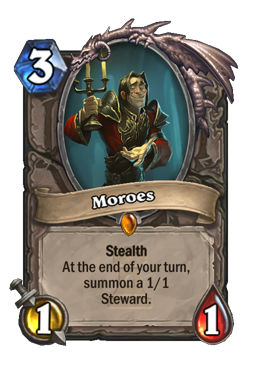 3
Moroes
Stealth
At the end of your turn,
summon a 1/1
Steward.
1
1